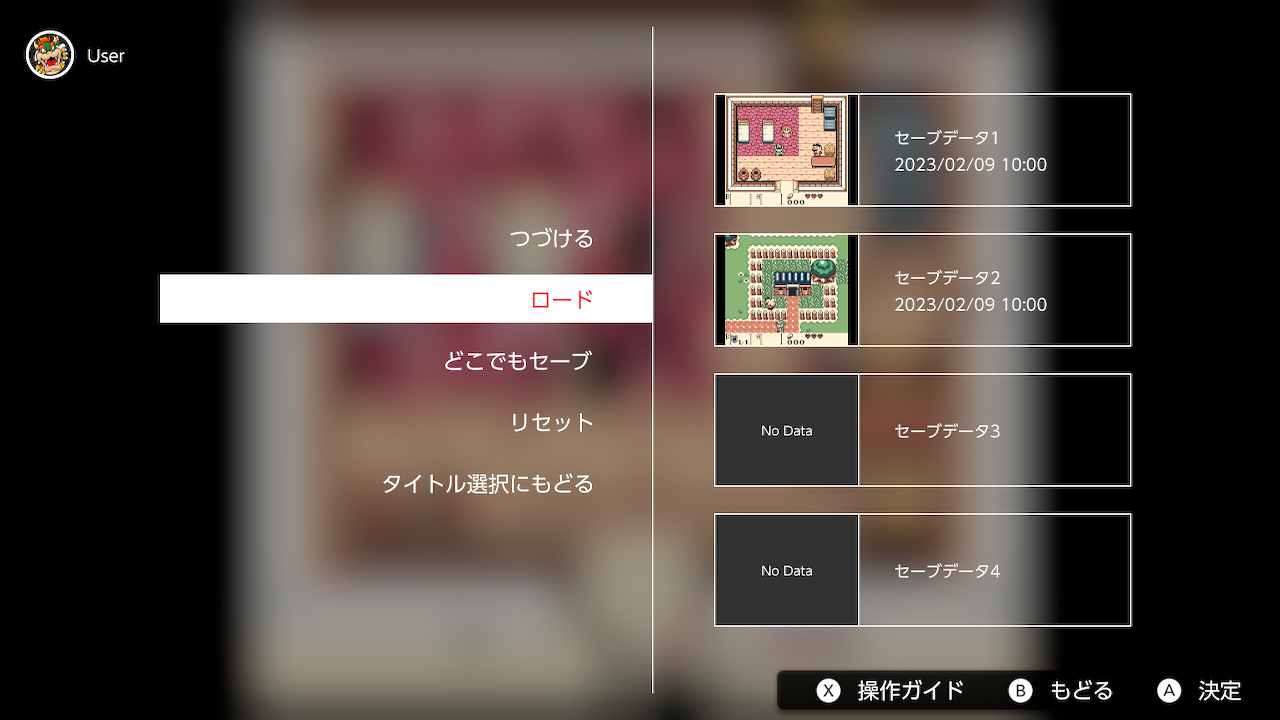 User
つづける
ロード
どこでもセーブ
リセット
タイトル選択にもどる
セーブデータ1
2023/02/09 10:00
セーブデータ2
2023/02/09 10:00
No Data
セーブデータ3
No Data
セーブデータ4
X 操作ガイド
B もどる
A 決定